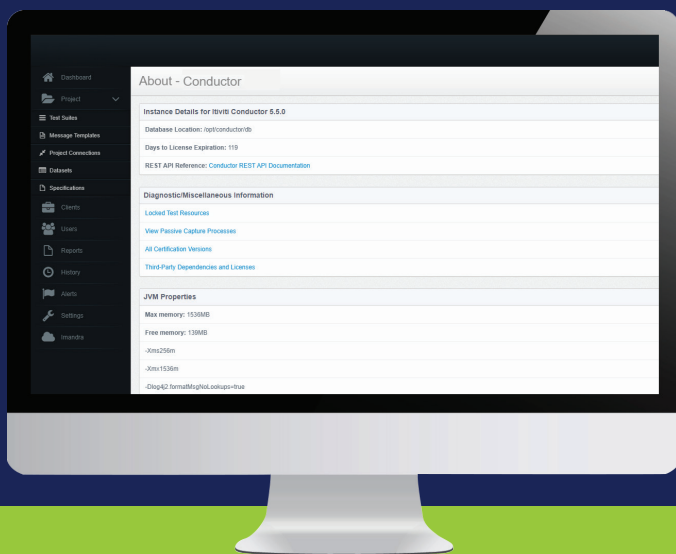 Dashboard
Project
Test Suites
Message Templates
Project Connections
Datasets
Specifications
Clients
Users
Reports
History
Alerts
Settings
Imandra
About - Conductor
Instance Details for Itiviti Conductor 5.5.0
Database Location: /opt/conductor/db
Days to License Expiration: 119
REST API Reference: Conductor REST API Documentation
Diagnostic/Miscellaneous Information
Locked Test Resources
View Passive Capture Processes
All Certification Versions
Third-Party Dependencies and Licenses
JVM Properties
Max memory: 1536MB
Free memory: 139MB
-Xms256m
-Xmx1536m
-Dlog4j2.formatMsgNoLookups=true